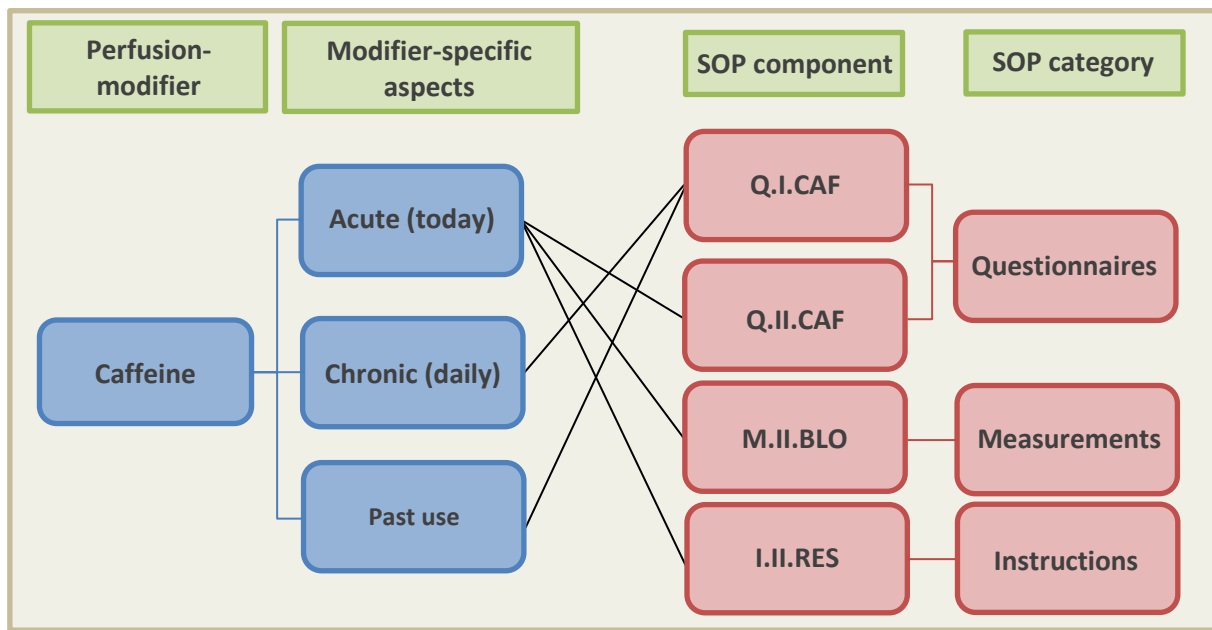 Perfusion-
modifier
Modifier-specific
aspects
SOP component
SOP category
Caffeine
Acute (today)
Chronic (daily)
Past use
Q.I.CAF
Q.II.CAF
M.II.BLO
I.II.RES
Questionnaires
Measurements
Instructions